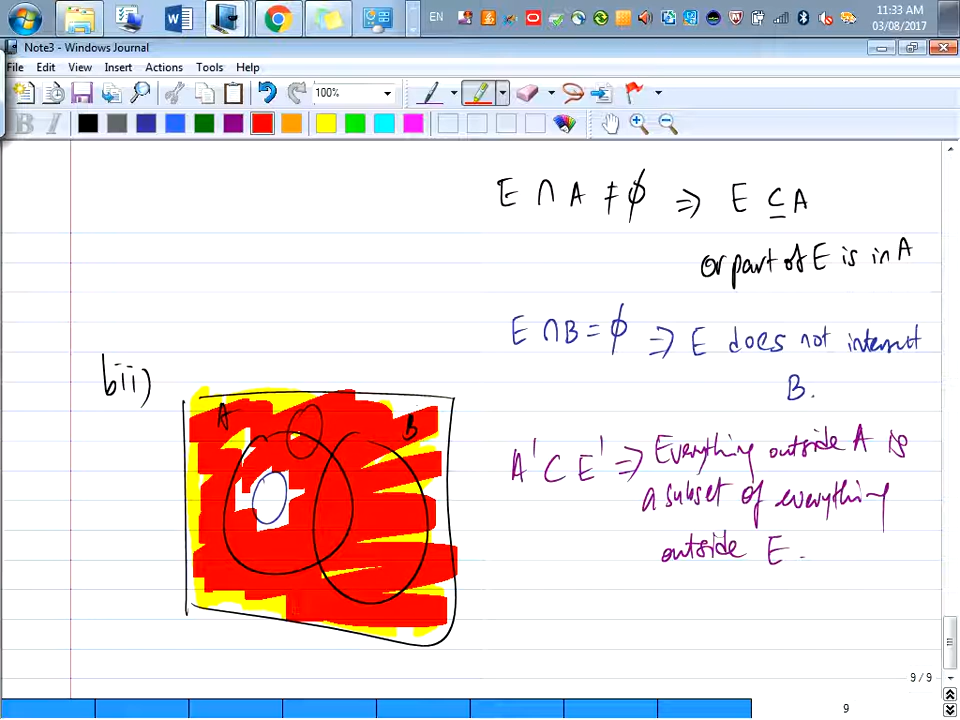 EN
11:33 AM
03/08/2017
Note3 - Windows Journal
File Edit View Insert Actions Tools Help
100%
B I
E ∩ A ≠ ϕ ⇒ E ⊆ A
or part of E is in A
E ∩ B = ϕ ⇒ E does not intersect
B.
bii)
A B
A' ⊂ E' ⇒ Everything outside A is
a subset of everything
outside E.
9 / 9
9